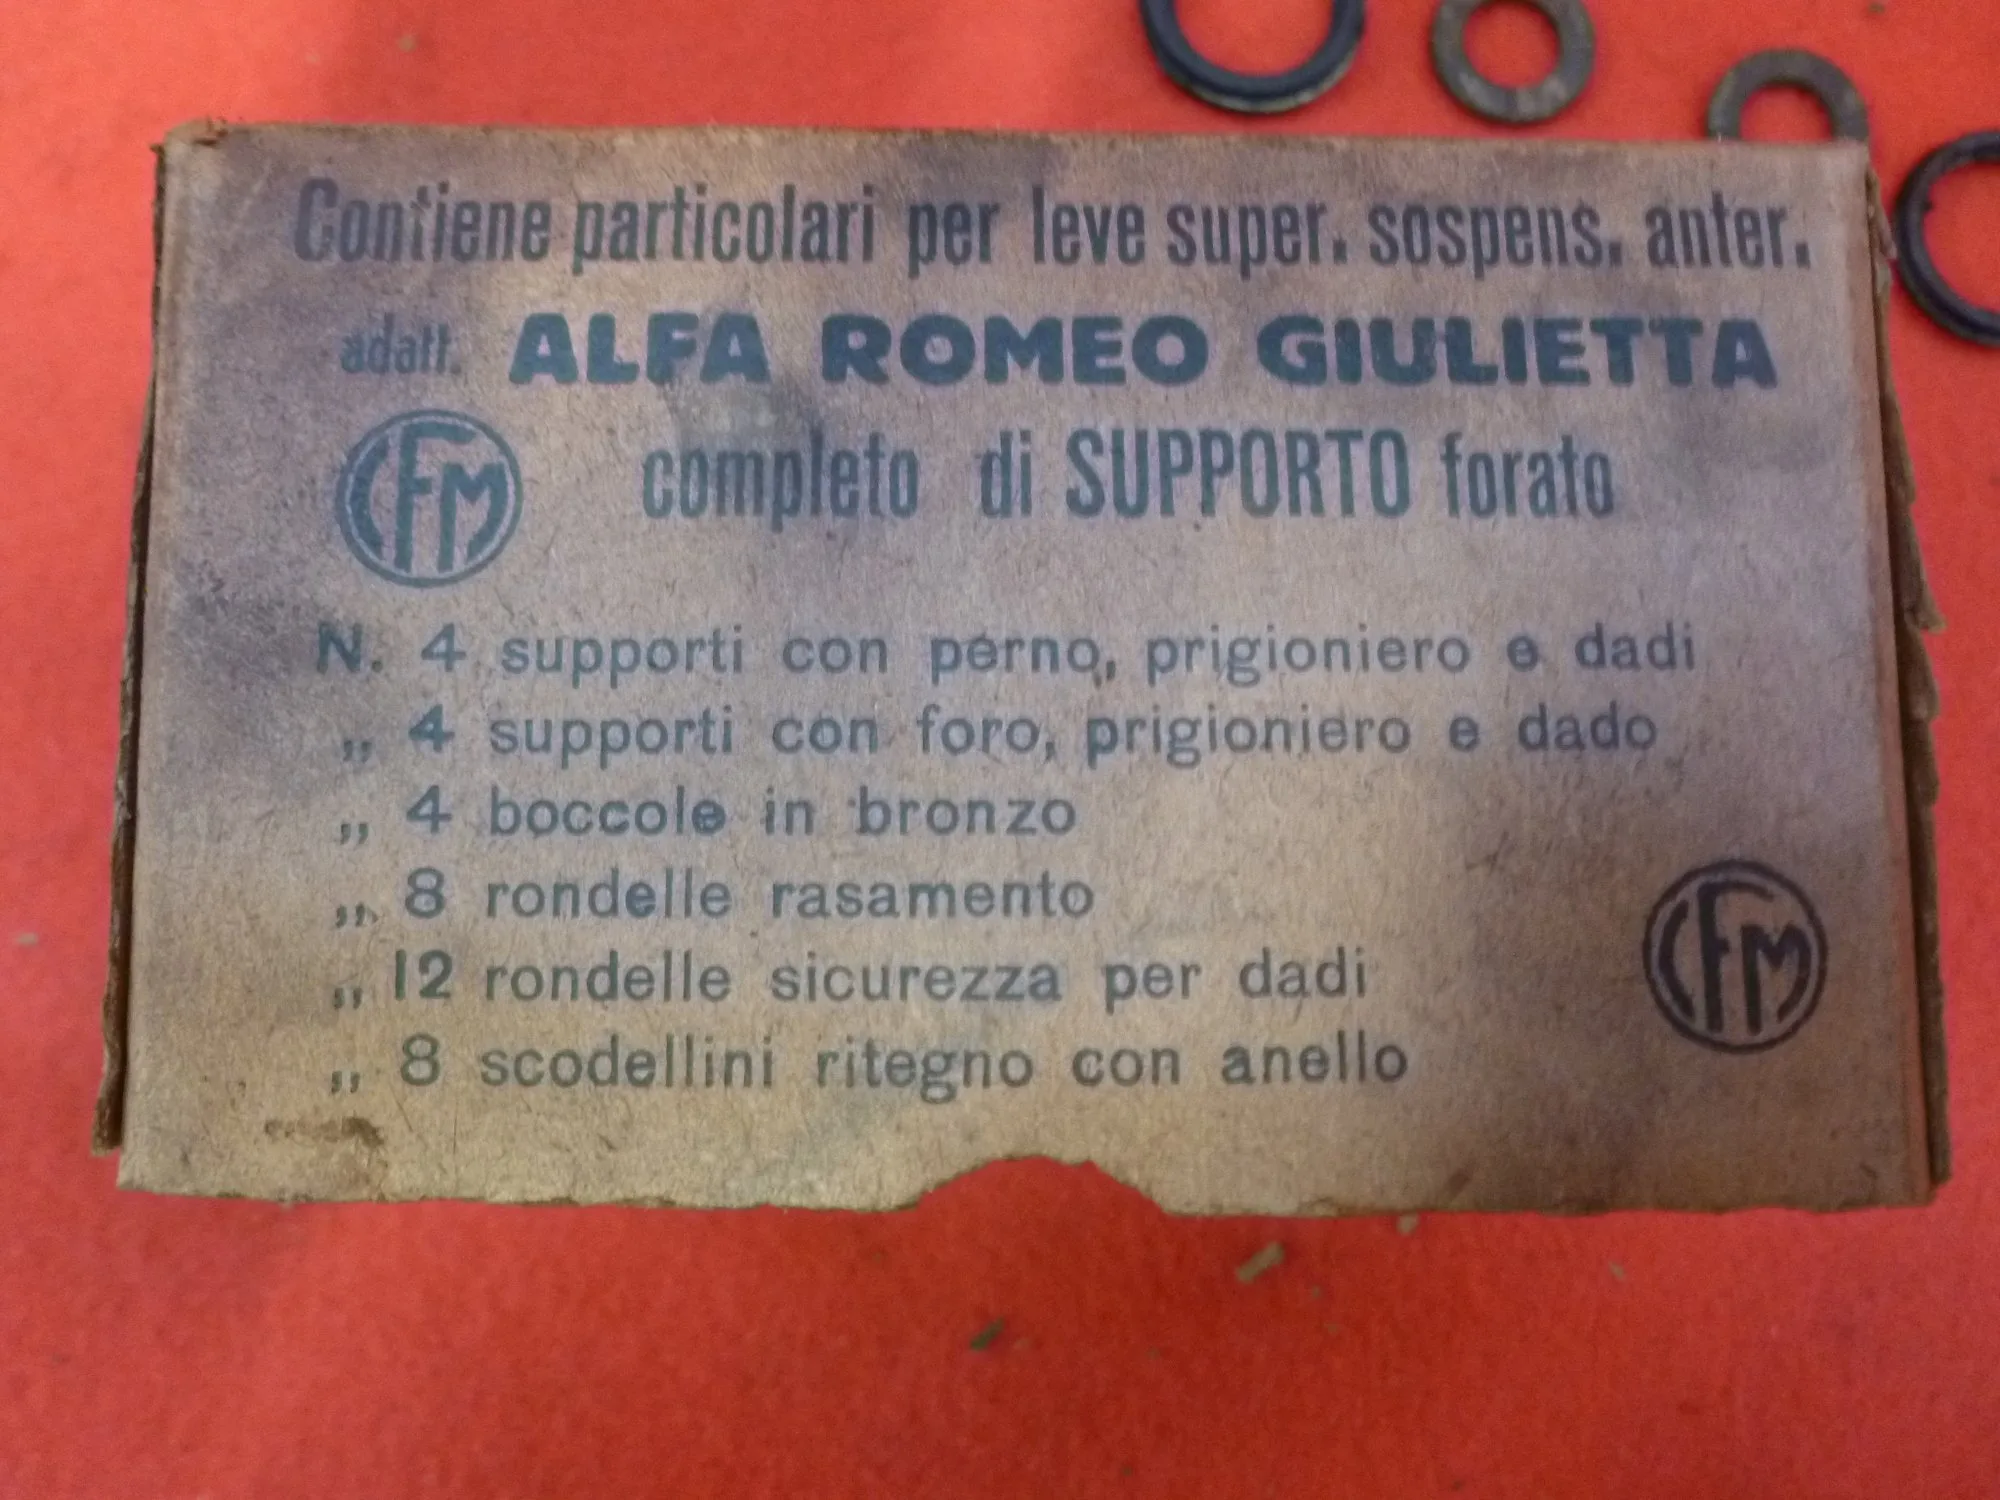 Contiene particolari per leve super. sospens. anter.
adatt. ALFA ROMEO GIULIETTA
CFM
completo di SUPPORTO forato
N. 4 supporti con perno, prigioniero e dadi
„ 4 supporti con foro, prigioniero e dado
„ 4 boccole in bronzo
„ 8 rondelle rasamento
„ 12 rondelle sicurezza per dadi
CFM
„ 8 scodellini ritegno con anello